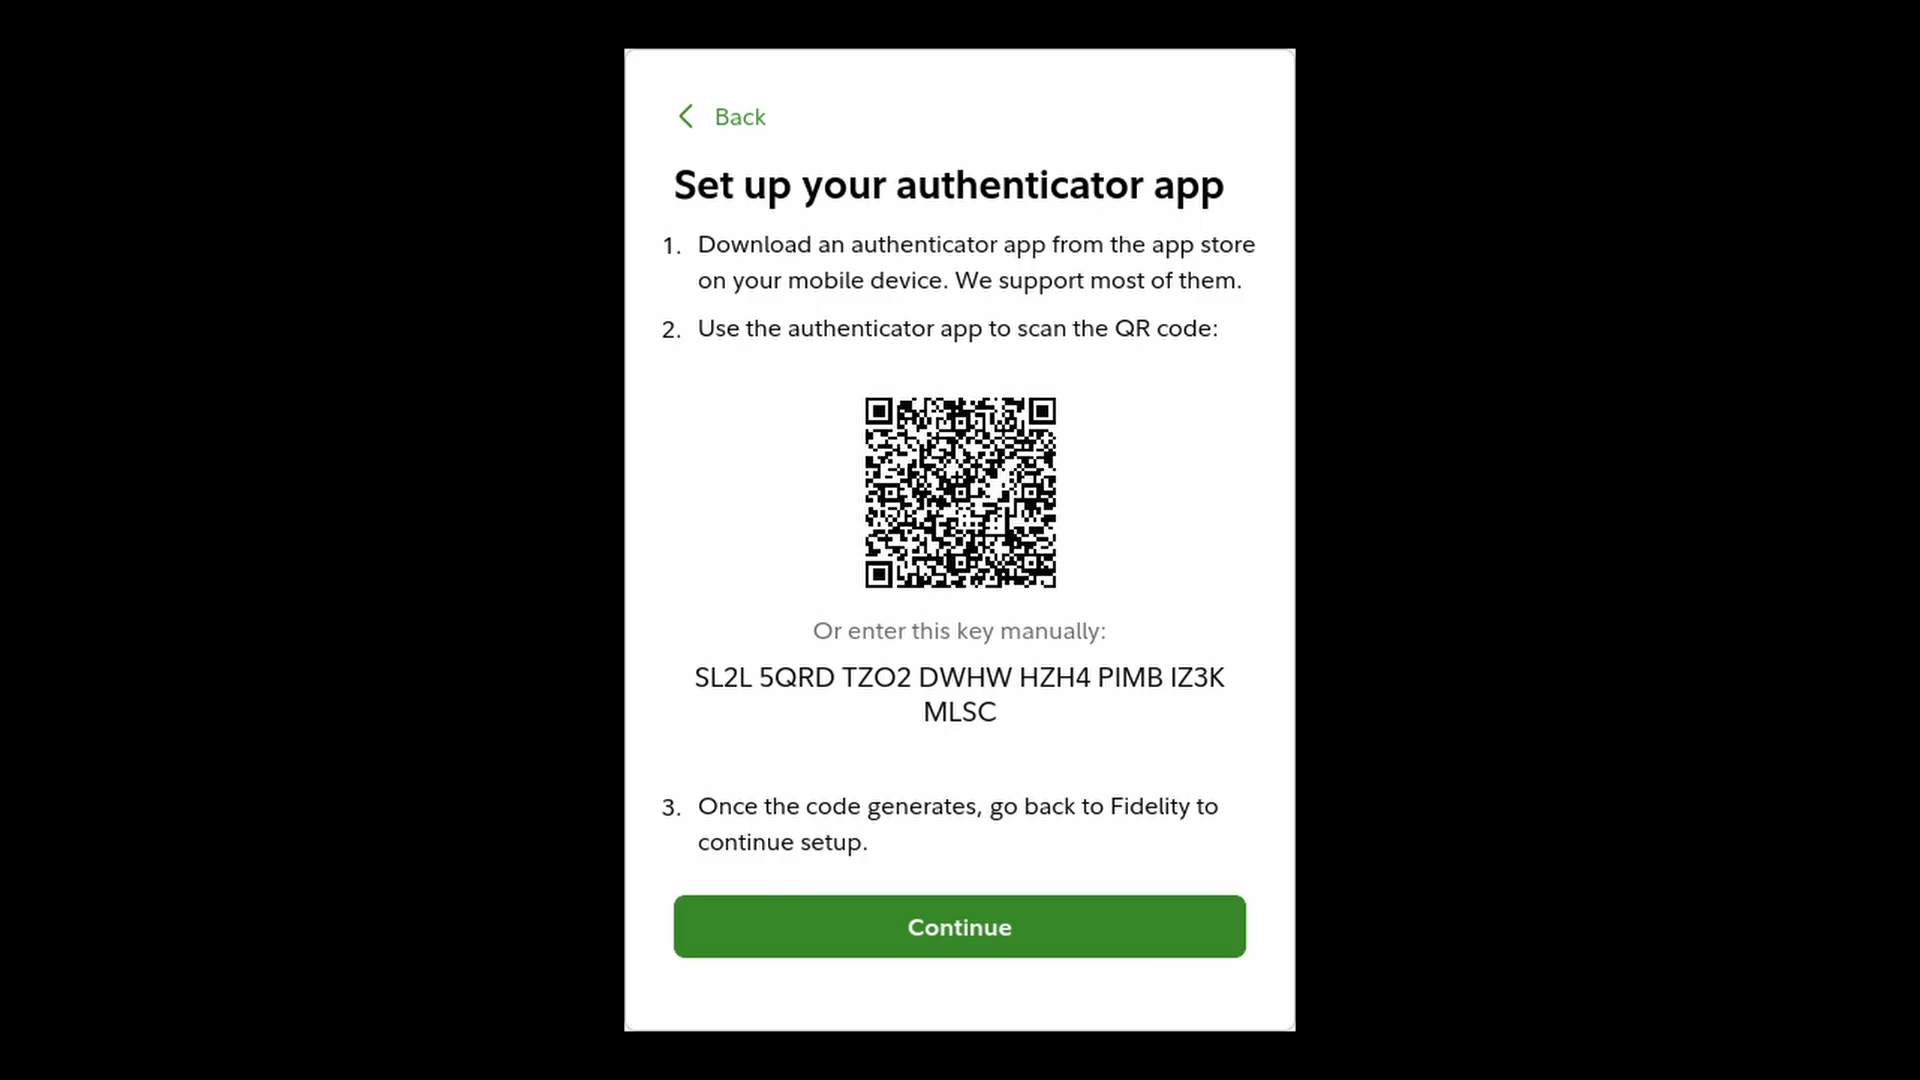 Back
Set up your authenticator app
1. Download an authenticator app from the app store
on your mobile device. We support most of them.
2. Use the authenticator app to scan the QR code:
Or enter this key manually:
SL2L 5QRD TZO2 DWHW HZH4 PIMB IZ3K
MLSC
3. Once the code generates, go back to Fidelity to
continue setup.
Continue